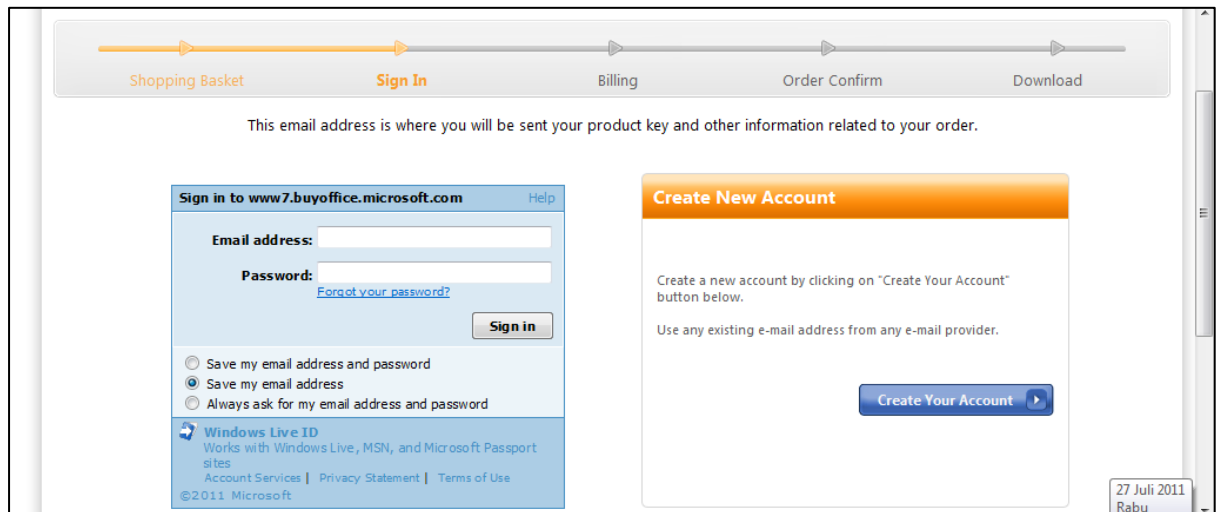 Shopping Basket
Sign In
Billing
Order Confirm
Download
This email address is where you will be sent your product key and other information related to your order.
Sign in to www7.buyoffice.microsoft.com
Help
Email address:
Password:
Forgot your password?
Sign in
Save my email address and password
Save my email address
Always ask for my email address and password
Windows Live ID
Works with Windows Live, MSN, and Microsoft Passport
sites
Account Services | Privacy Statement | Terms of Use
©2011 Microsoft
Create New Account
Create a new account by clicking on "Create Your Account"
button below.
Use any existing e-mail address from any e-mail provider.
Create Your Account
27 Juli 2011
Rabu